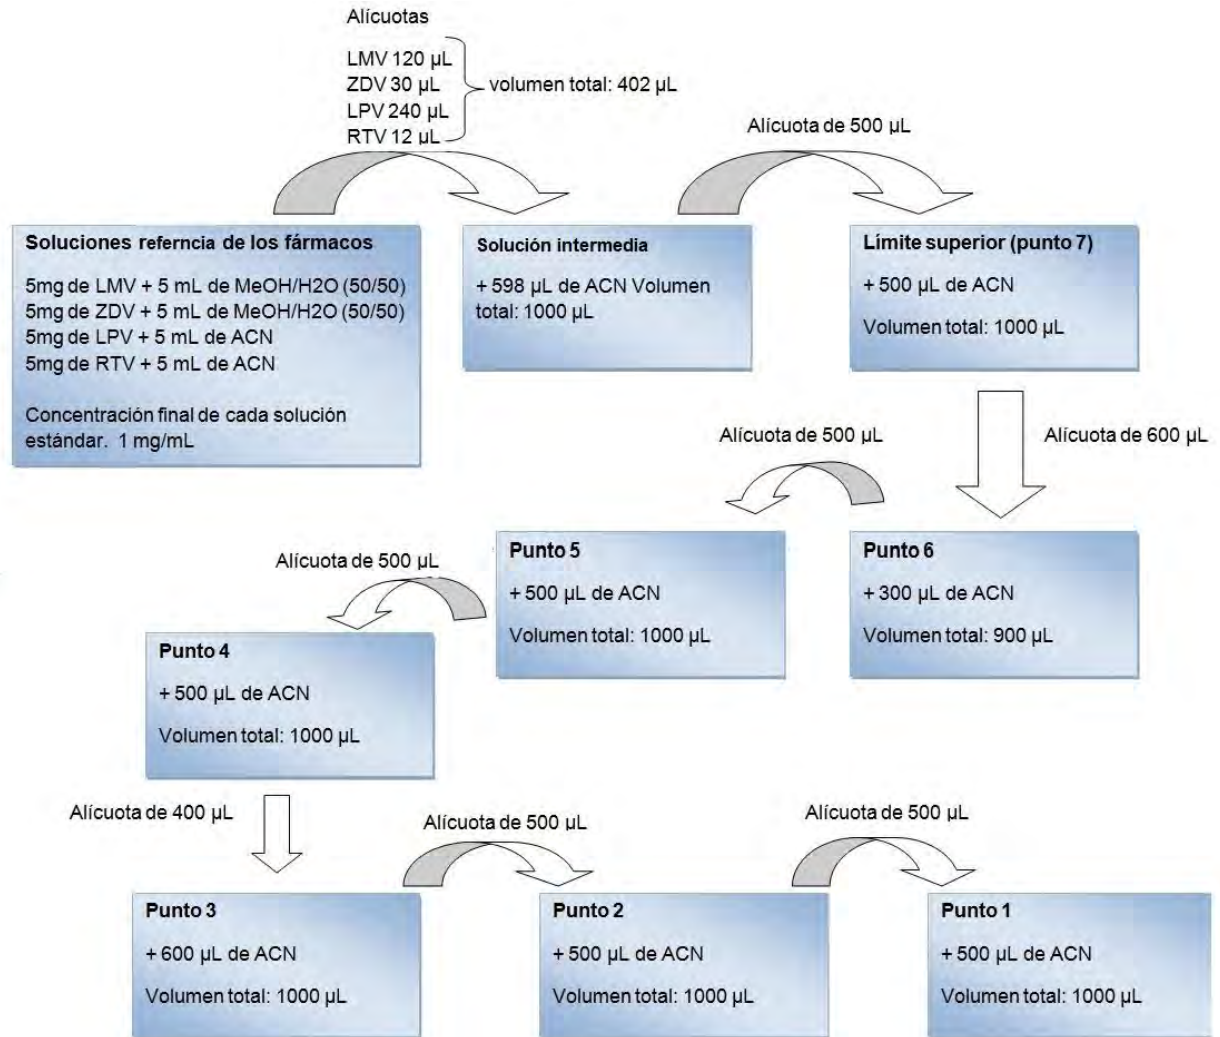 Alícuotas
LMV 120 µL
ZDV 30 µL
LPV 240 µL
RTV 12 µL
volumen total: 402 µL
Alícuota de 500 µL
Soluciones referncia de los fármacos
5mg de LMV + 5 mL de MeOH/H2O (50/50)
5mg de ZDV + 5 mL de MeOH/H2O (50/50)
5mg de LPV + 5 mL de ACN
5mg de RTV + 5 mL de ACN
Concentración final de cada solución
estándar. 1 mg/mL
Solución intermedia
+ 598 µL de ACN Volumen
total: 1000 µL
Límite superior (punto 7)
+ 500 µL de ACN
Volumen total: 1000 µL
Alícuota de 600 µL
Punto 6
+ 300 µL de ACN
Volumen total: 900 µL
Alícuota de 500 µL
Punto 5
+ 500 µL de ACN
Volumen total: 1000 µL
Alícuota de 500 µL
Punto 4
+ 500 µL de ACN
Volumen total: 1000 µL
Alícuota de 400 µL
Punto 3
+ 600 µL de ACN
Volumen total: 1000 µL
Alícuota de 500 µL
Punto 2
+ 500 µL de ACN
Volumen total: 1000 µL
Alícuota de 500 µL
Punto 1
+ 500 µL de ACN
Volumen total: 1000 µL